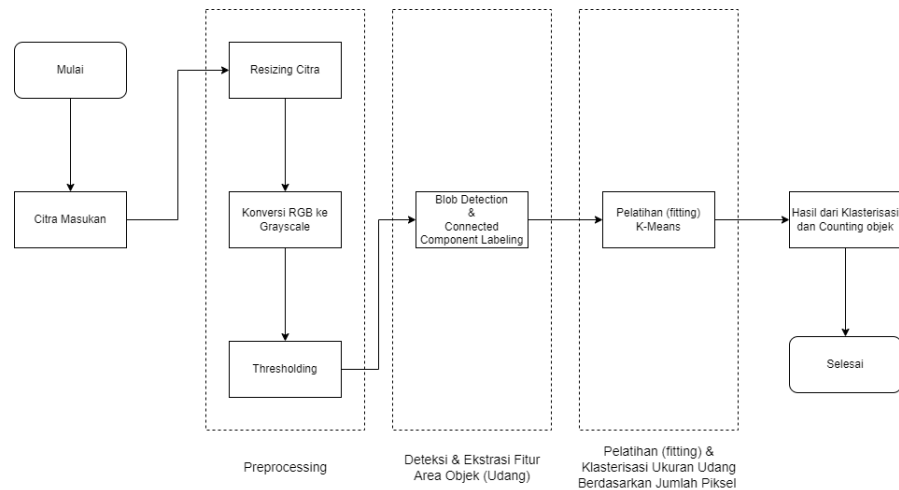 Mulai
Citra Masukan
Resizing Citra
Konversi RGB ke
Grayscale
Thresholding
Preprocessing
Blob Detection
&
Connected
Component Labeling
Deteksi & Ekstrasi Fitur
Area Objek (Udang)
Pelatihan (fitting)
K-Means
Pelatihan (fitting) &
Klasterisasi Ukuran Udang
Berdasarkan Jumlah Piksel
Hasil dari Klasterisasi
dan Counting objek
Selesai